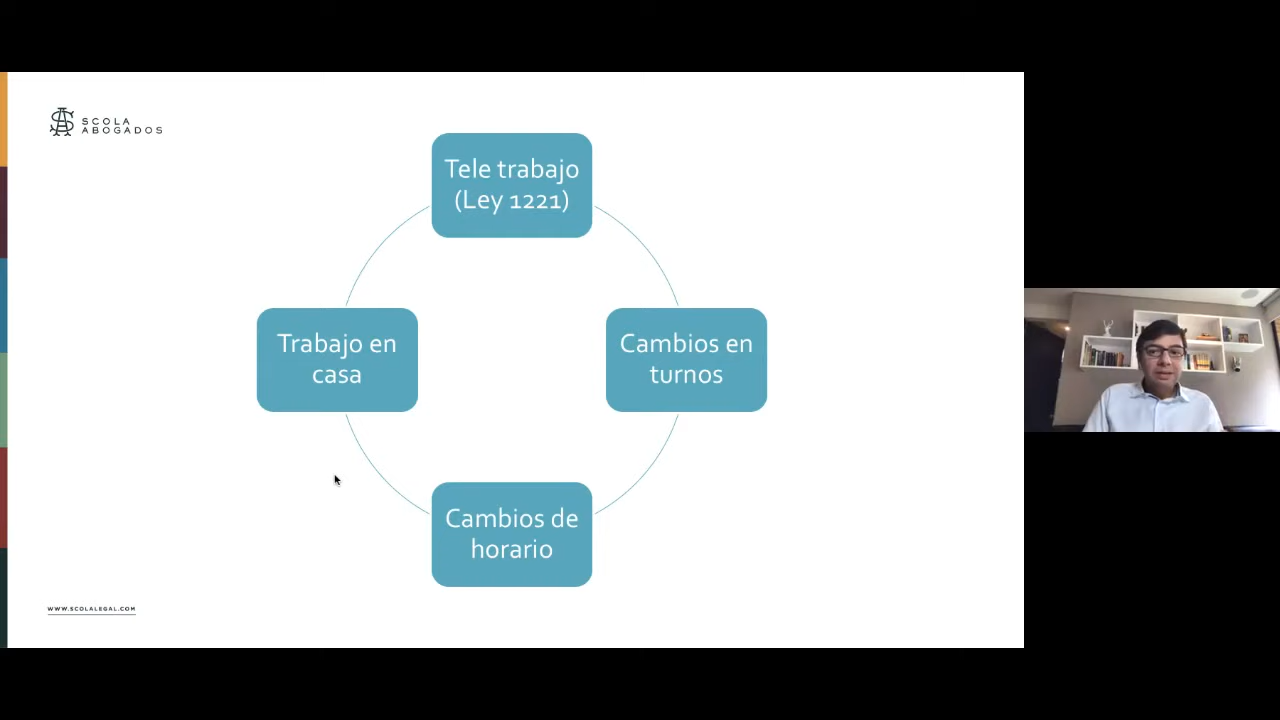 SCOLA
ABOGADOS
Tele trabajo
(Ley 1221)
Trabajo en
casa
Cambios en
turnos
Cambios de
horario
WWW.SCOLALEGAL.COM